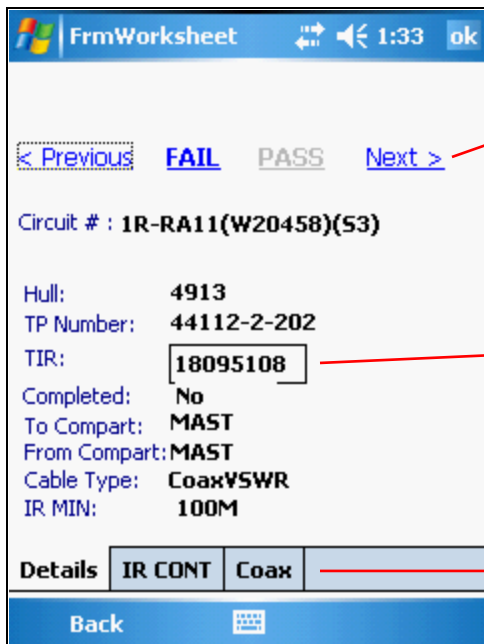 FrmWorksheet 1:33 ok
< Previous FAIL PASS Next >
Circuit # : 1R-RA11(W20458)(S3)
Hull: 4913
TP Number: 44112-2-202
TIR: 18095108
Completed: No
To Compart: MAST
From Compart: MAST
Cable Type: CoaxVSWR
IR MIN: 100M
Details IR CONT Coax
Back